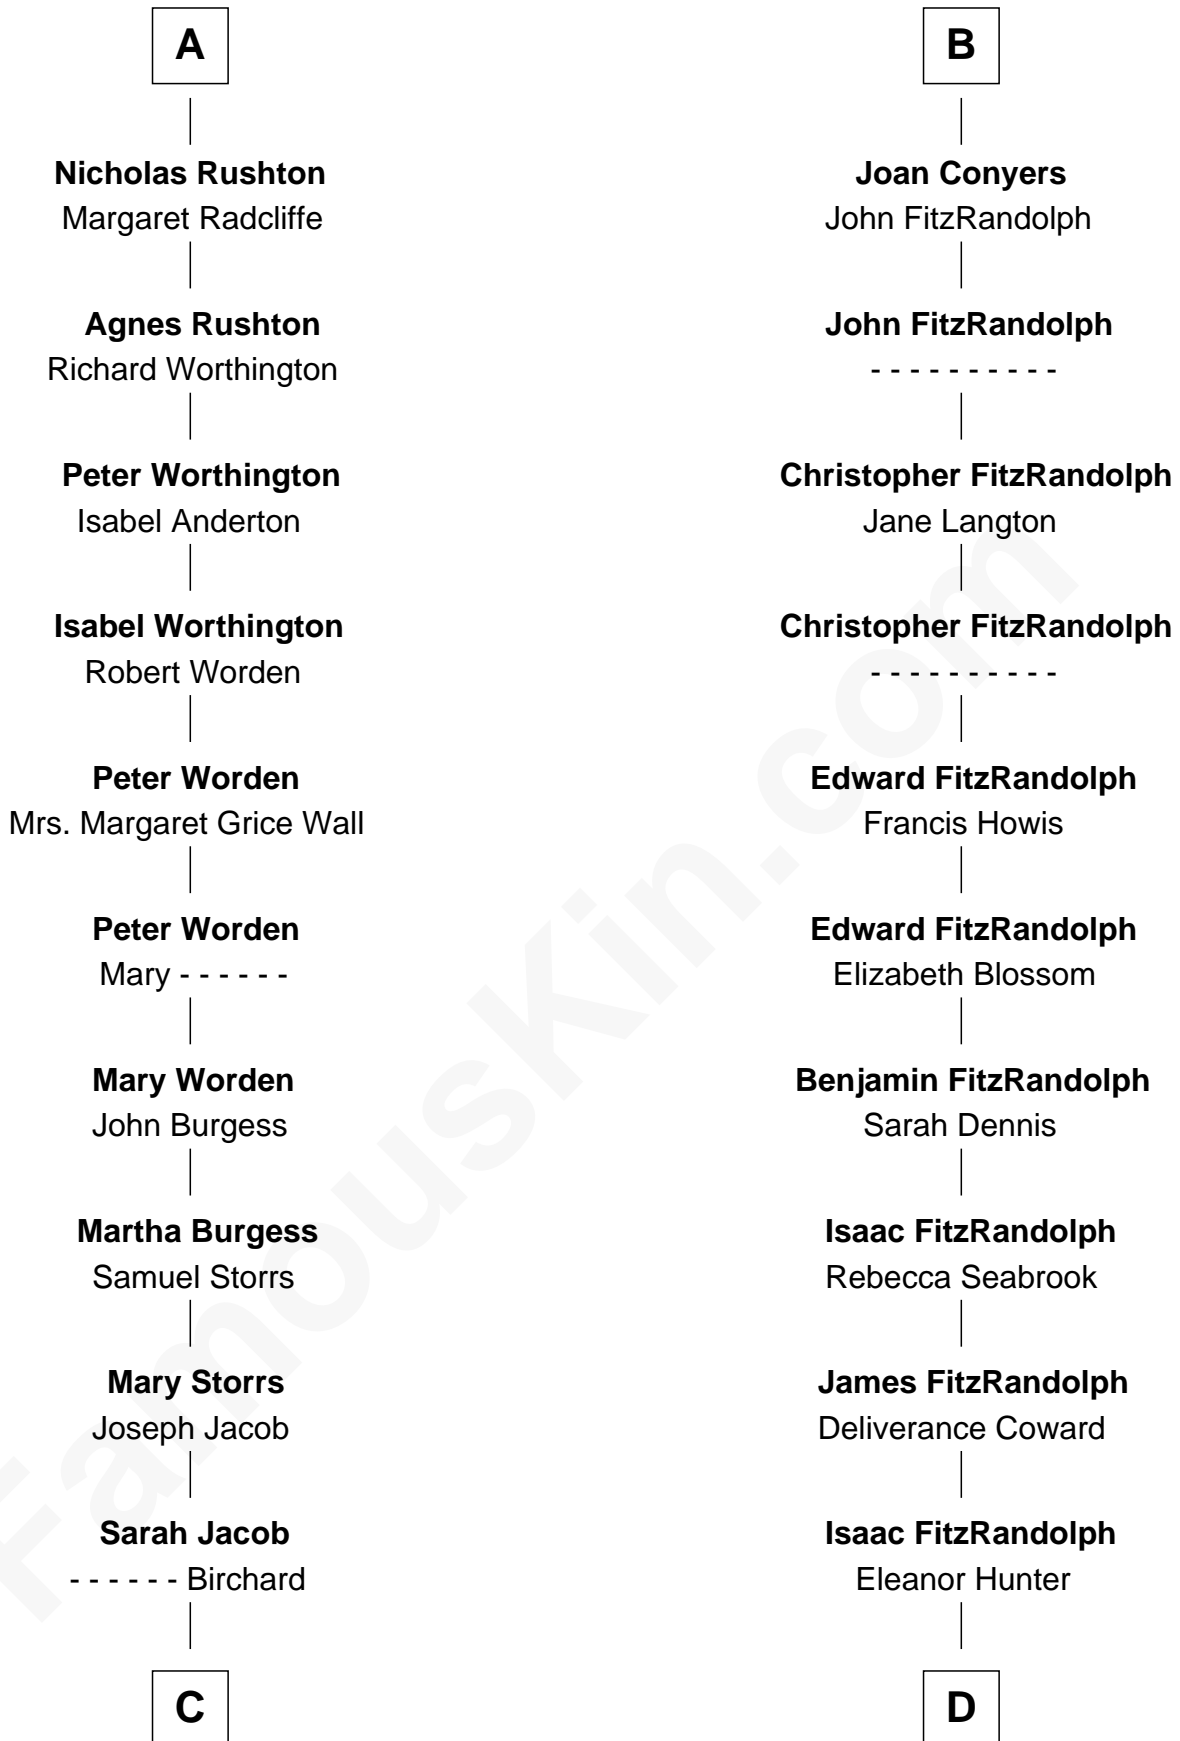 A
Nicholas Rushton
Margaret Radcliffe
Agnes Rushton
Richard Worthington
Peter Worthington
Isabel Anderton
Isabel Worthington
Robert Worden
Peter Worden
Mrs. Margaret Grice Wall
Peter Worden
Mary - - - - - -
Mary Worden
John Burgess
Martha Burgess
Samuel Storrs
Mary Storrs
Joseph Jacob
Sarah Jacob
- - - - - - Birchard
C
B
Joan Conyers
John FitzRandolph
John FitzRandolph
- - - - - - - - - -
Christopher FitzRandolph
Jane Langton
Christopher FitzRandolph
- - - - - - - - - -
Edward FitzRandolph
Francis Howis
Edward FitzRandolph
Elizabeth Blossom
Benjamin FitzRandolph
Sarah Dennis
Isaac FitzRandolph
Rebecca Seabrook
James FitzRandolph
Deliverance Coward
Isaac FitzRandolph
Eleanor Hunter
D
FamousKin.com